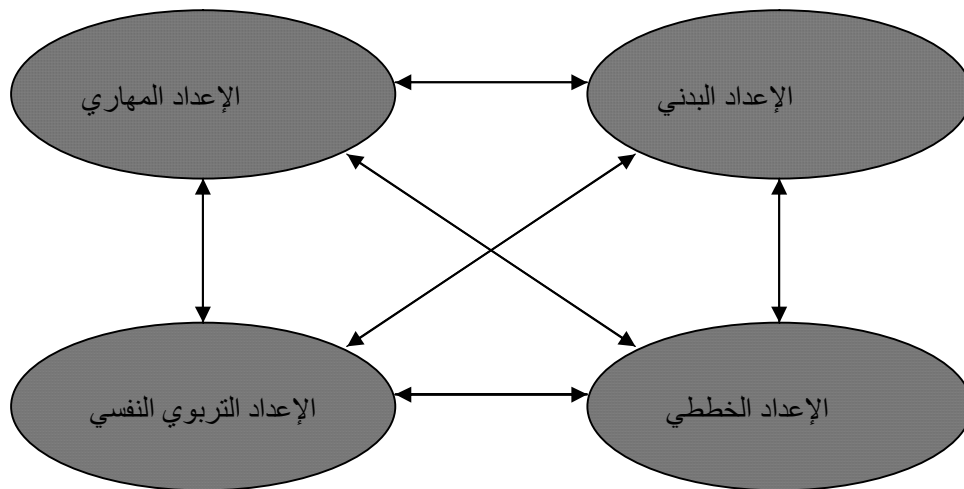 الإعداد البدني
الإعداد المهاري
الإعداد الخططي
الإعداد التربوي النفسي